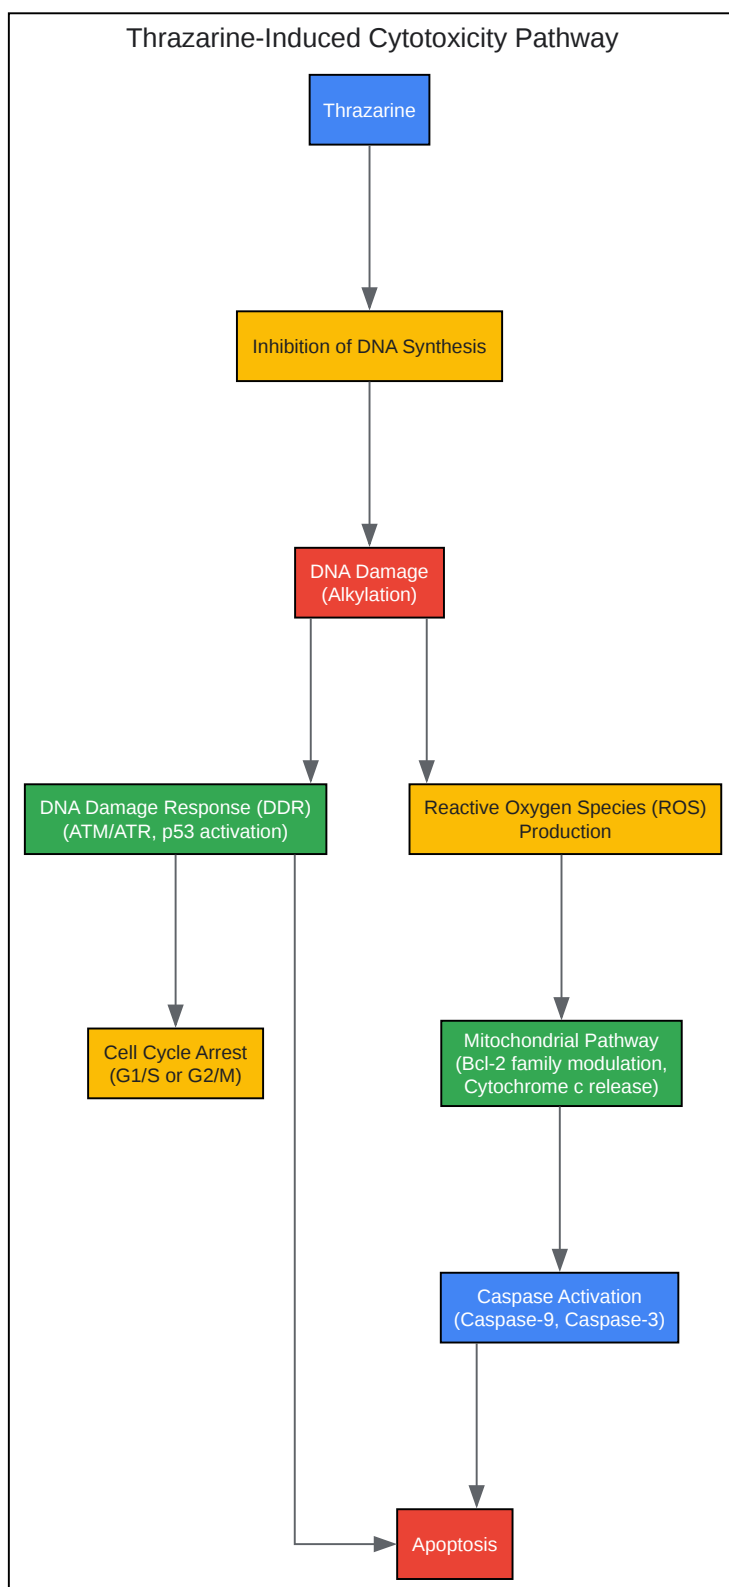 Thrazarine-Induced Cytotoxicity Pathway
Thrazarine
Inhibition of DNA Synthesis
DNA Damage
(Alkylation)
DNA Damage Response (DDR)
(ATM/ATR, p53 activation)
Reactive Oxygen Species (ROS)
Production
Cell Cycle Arrest
(G1/S or G2/M)
Mitochondrial Pathway
(Bcl-2 family modulation,
Cytochrome c release)
Caspase Activation
(Caspase-9, Caspase-3)
Apoptosis